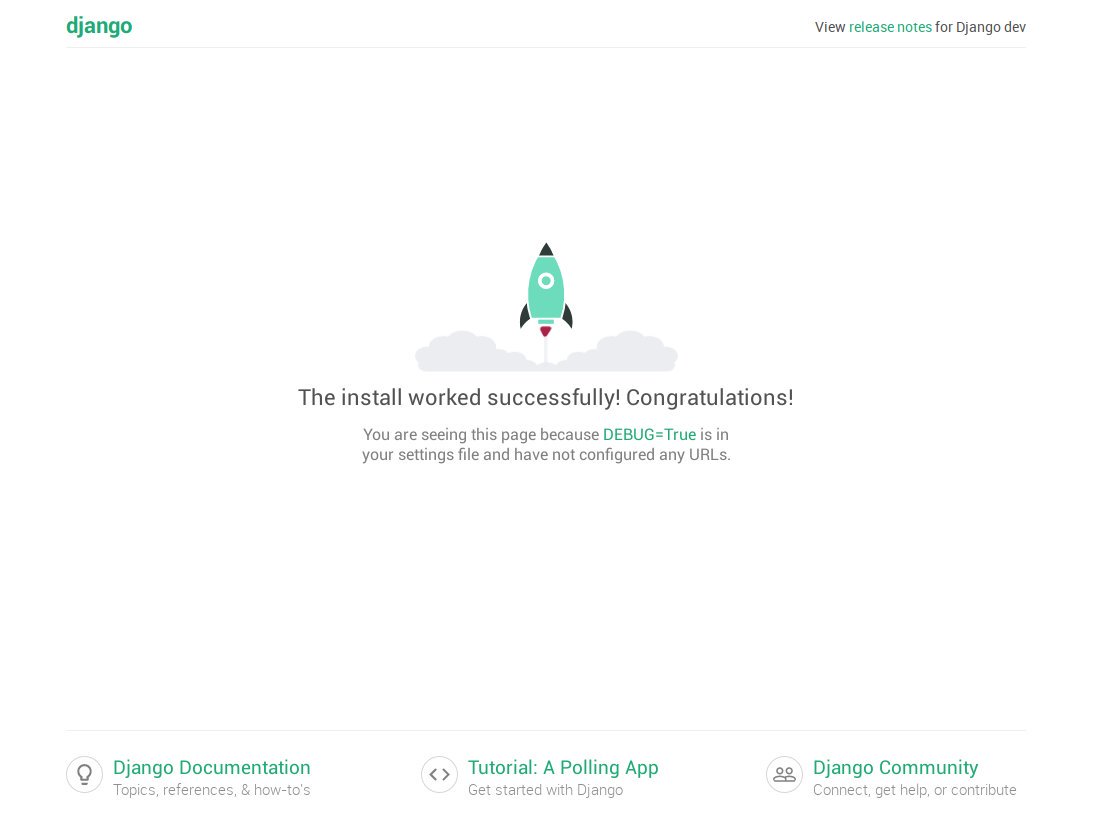 django
View release notes for Django dev
The install worked successfully! Congratulations!
You are seeing this page because DEBUG=True is in
your settings file and have not configured any URLs.
Django Documentation
Topics, references, & how-to's
Tutorial: A Polling App
Get started with Django
Django Community
Connect, get help, or contribute